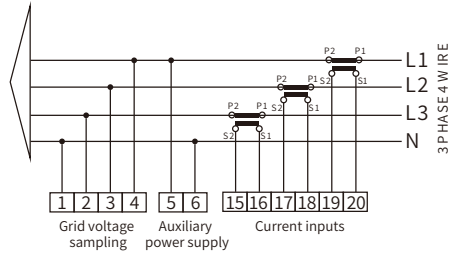 P2 P1
L1
S2 S1
P2 P1
L2
S2 S1
P2 P1
L3
S2 S1
N
3 PHASE 4 WIRE
1 2 3 4 5 6 15 16 17 18 19 20
Grid voltage
sampling
Auxiliary
power supply
Current inputs